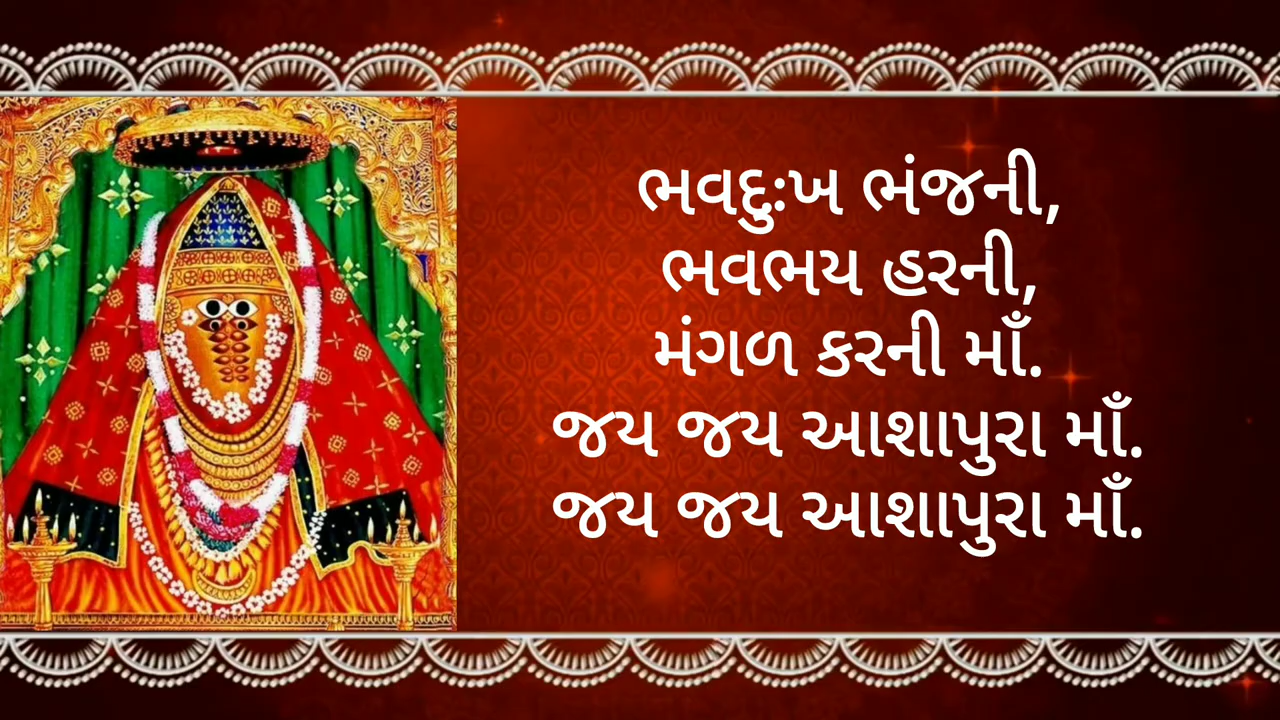 ભવદુઃખ ભંજની,
ભવભય હરની,
મંગળ કરની માઁ.
જય જય આશાપુરા માઁ.
જય જય આશાપુરા માઁ.